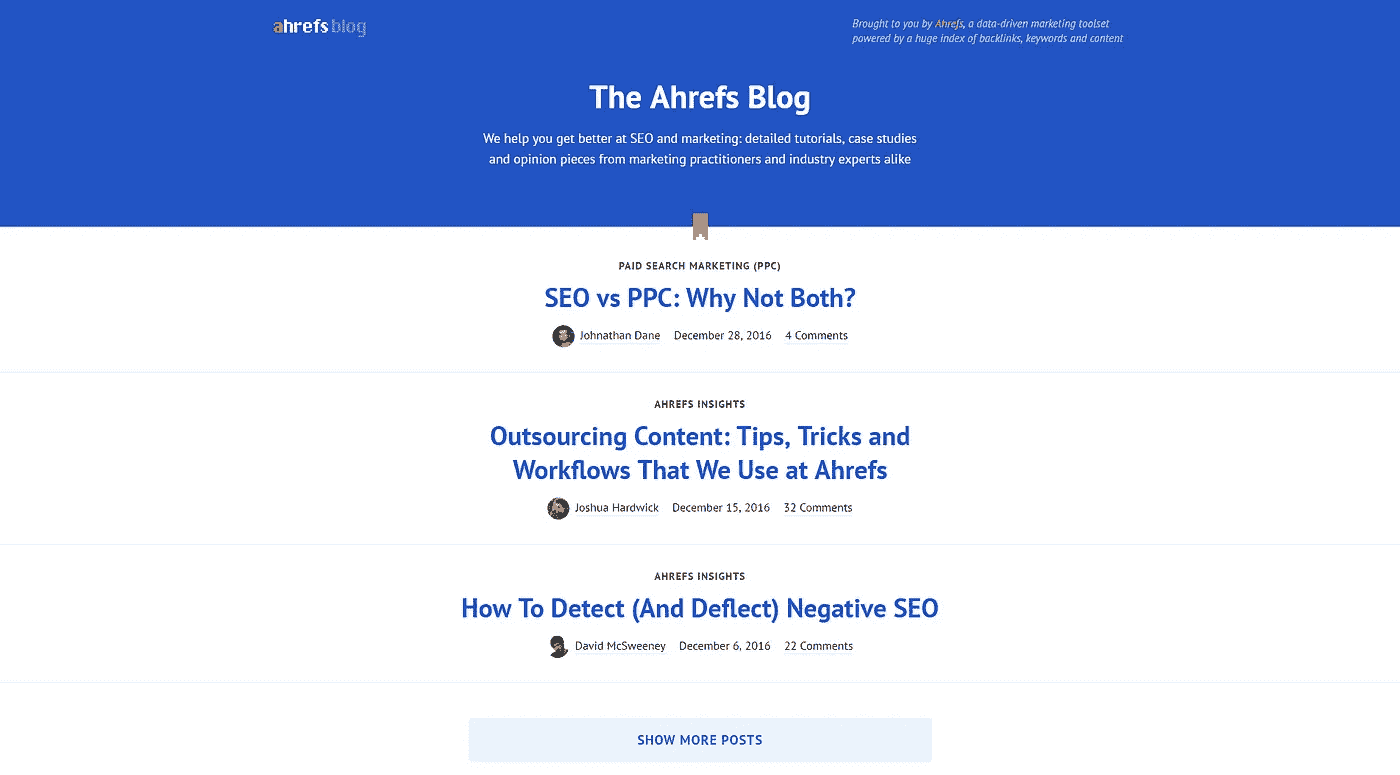 ahrefs blog
Brought to you by Ahrefs, a data-driven marketing toolset
powered by a huge index of backlinks, keywords and content
The Ahrefs Blog
We help you get better at SEO and marketing: detailed tutorials, case studies
and opinion pieces from marketing practitioners and industry experts alike
PAID SEARCH MARKETING (PPC)
SEO vs PPC: Why Not Both?
Johnathan Dane December 28, 2016 4 Comments
AHREFS INSIGHTS
Outsourcing Content: Tips, Tricks and
Workflows That We Use at Ahrefs
Joshua Hardwick December 15, 2016 32 Comments
AHREFS INSIGHTS
How To Detect (And Deflect) Negative SEO
David McSweeney December 6, 2016 22 Comments
SHOW MORE POSTS